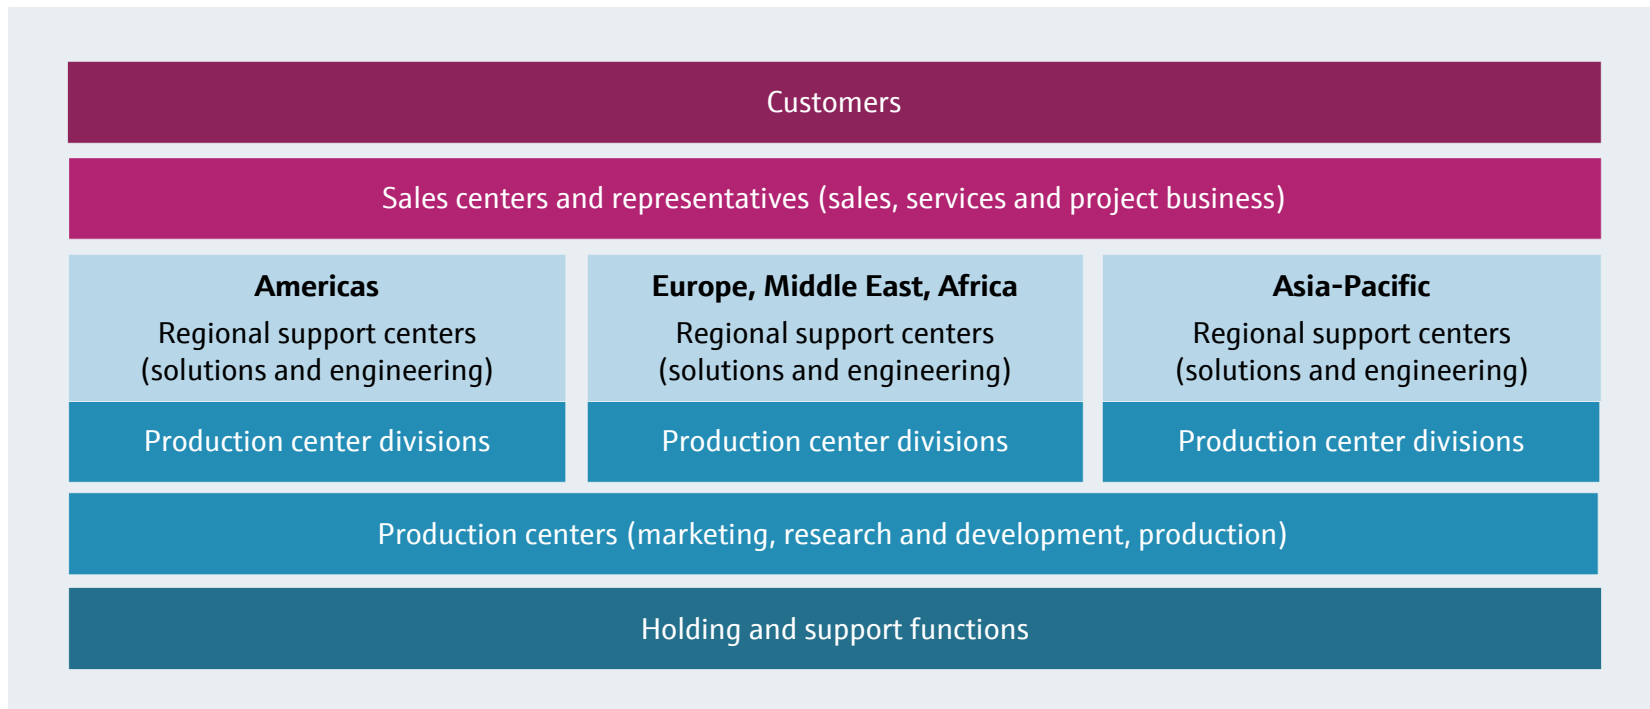 Customers
Sales centers and representatives (sales, services and project business)
Americas
Regional support centers
(solutions and engineering)
Production center divisions
Europe, Middle East, Africa
Regional support centers
(solutions and engineering)
Production center divisions
Asia-Pacific
Regional support centers
(solutions and engineering)
Production center divisions
Production centers (marketing, research and development, production)
Holding and support functions